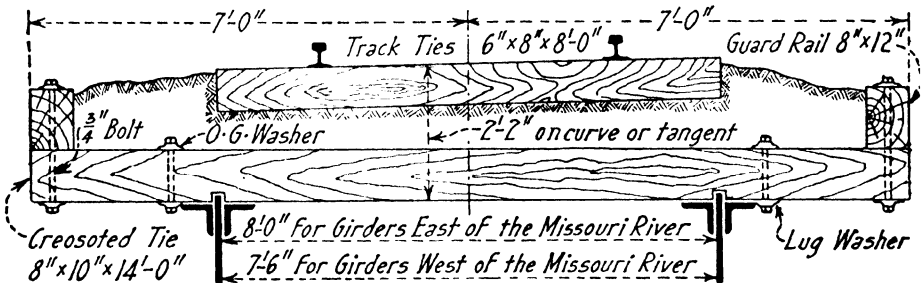 7'-0" 7'-0"
Track Ties 6"x8"x8'-0" Guard Rail 8"x12"
3/4" Bolt
O.G. Washer
2'-2" on curve or tangent
8'-0" For Girders East of the Missouri River
7'-6" For Girders West of the Missouri River
Creosoted Tie
8"x10"x14'-0"
Lug Washer